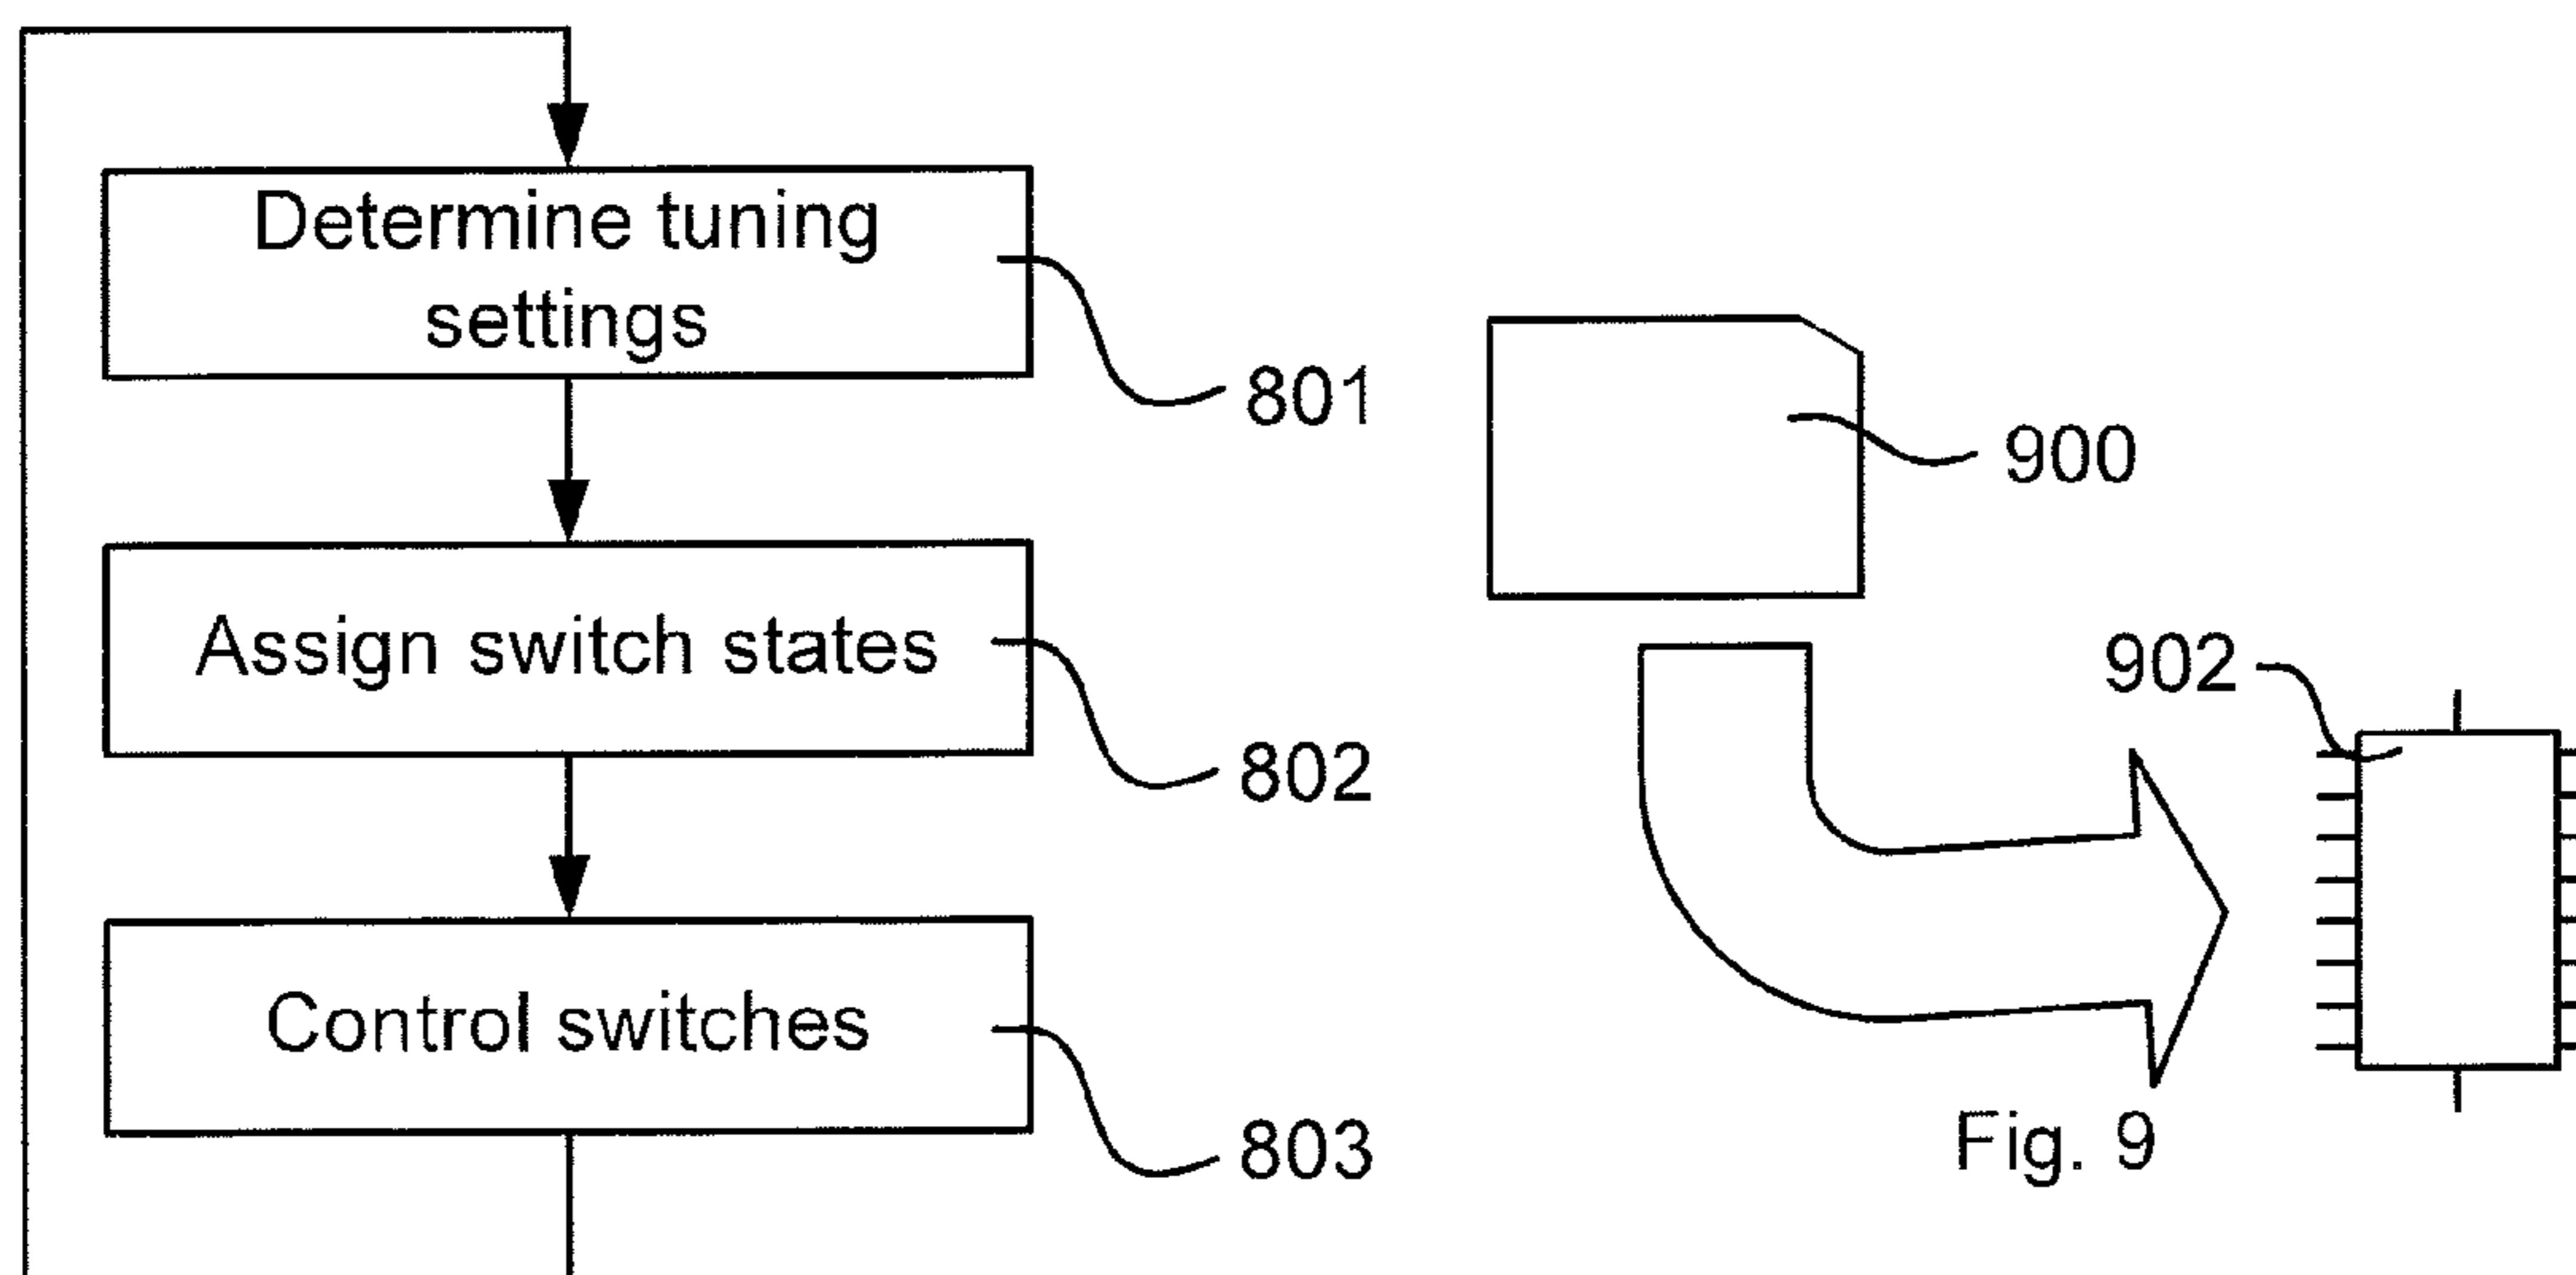 Determine tuning
settings
801
Assign switch states
802
Control switches
803
900
902
Fig. 9